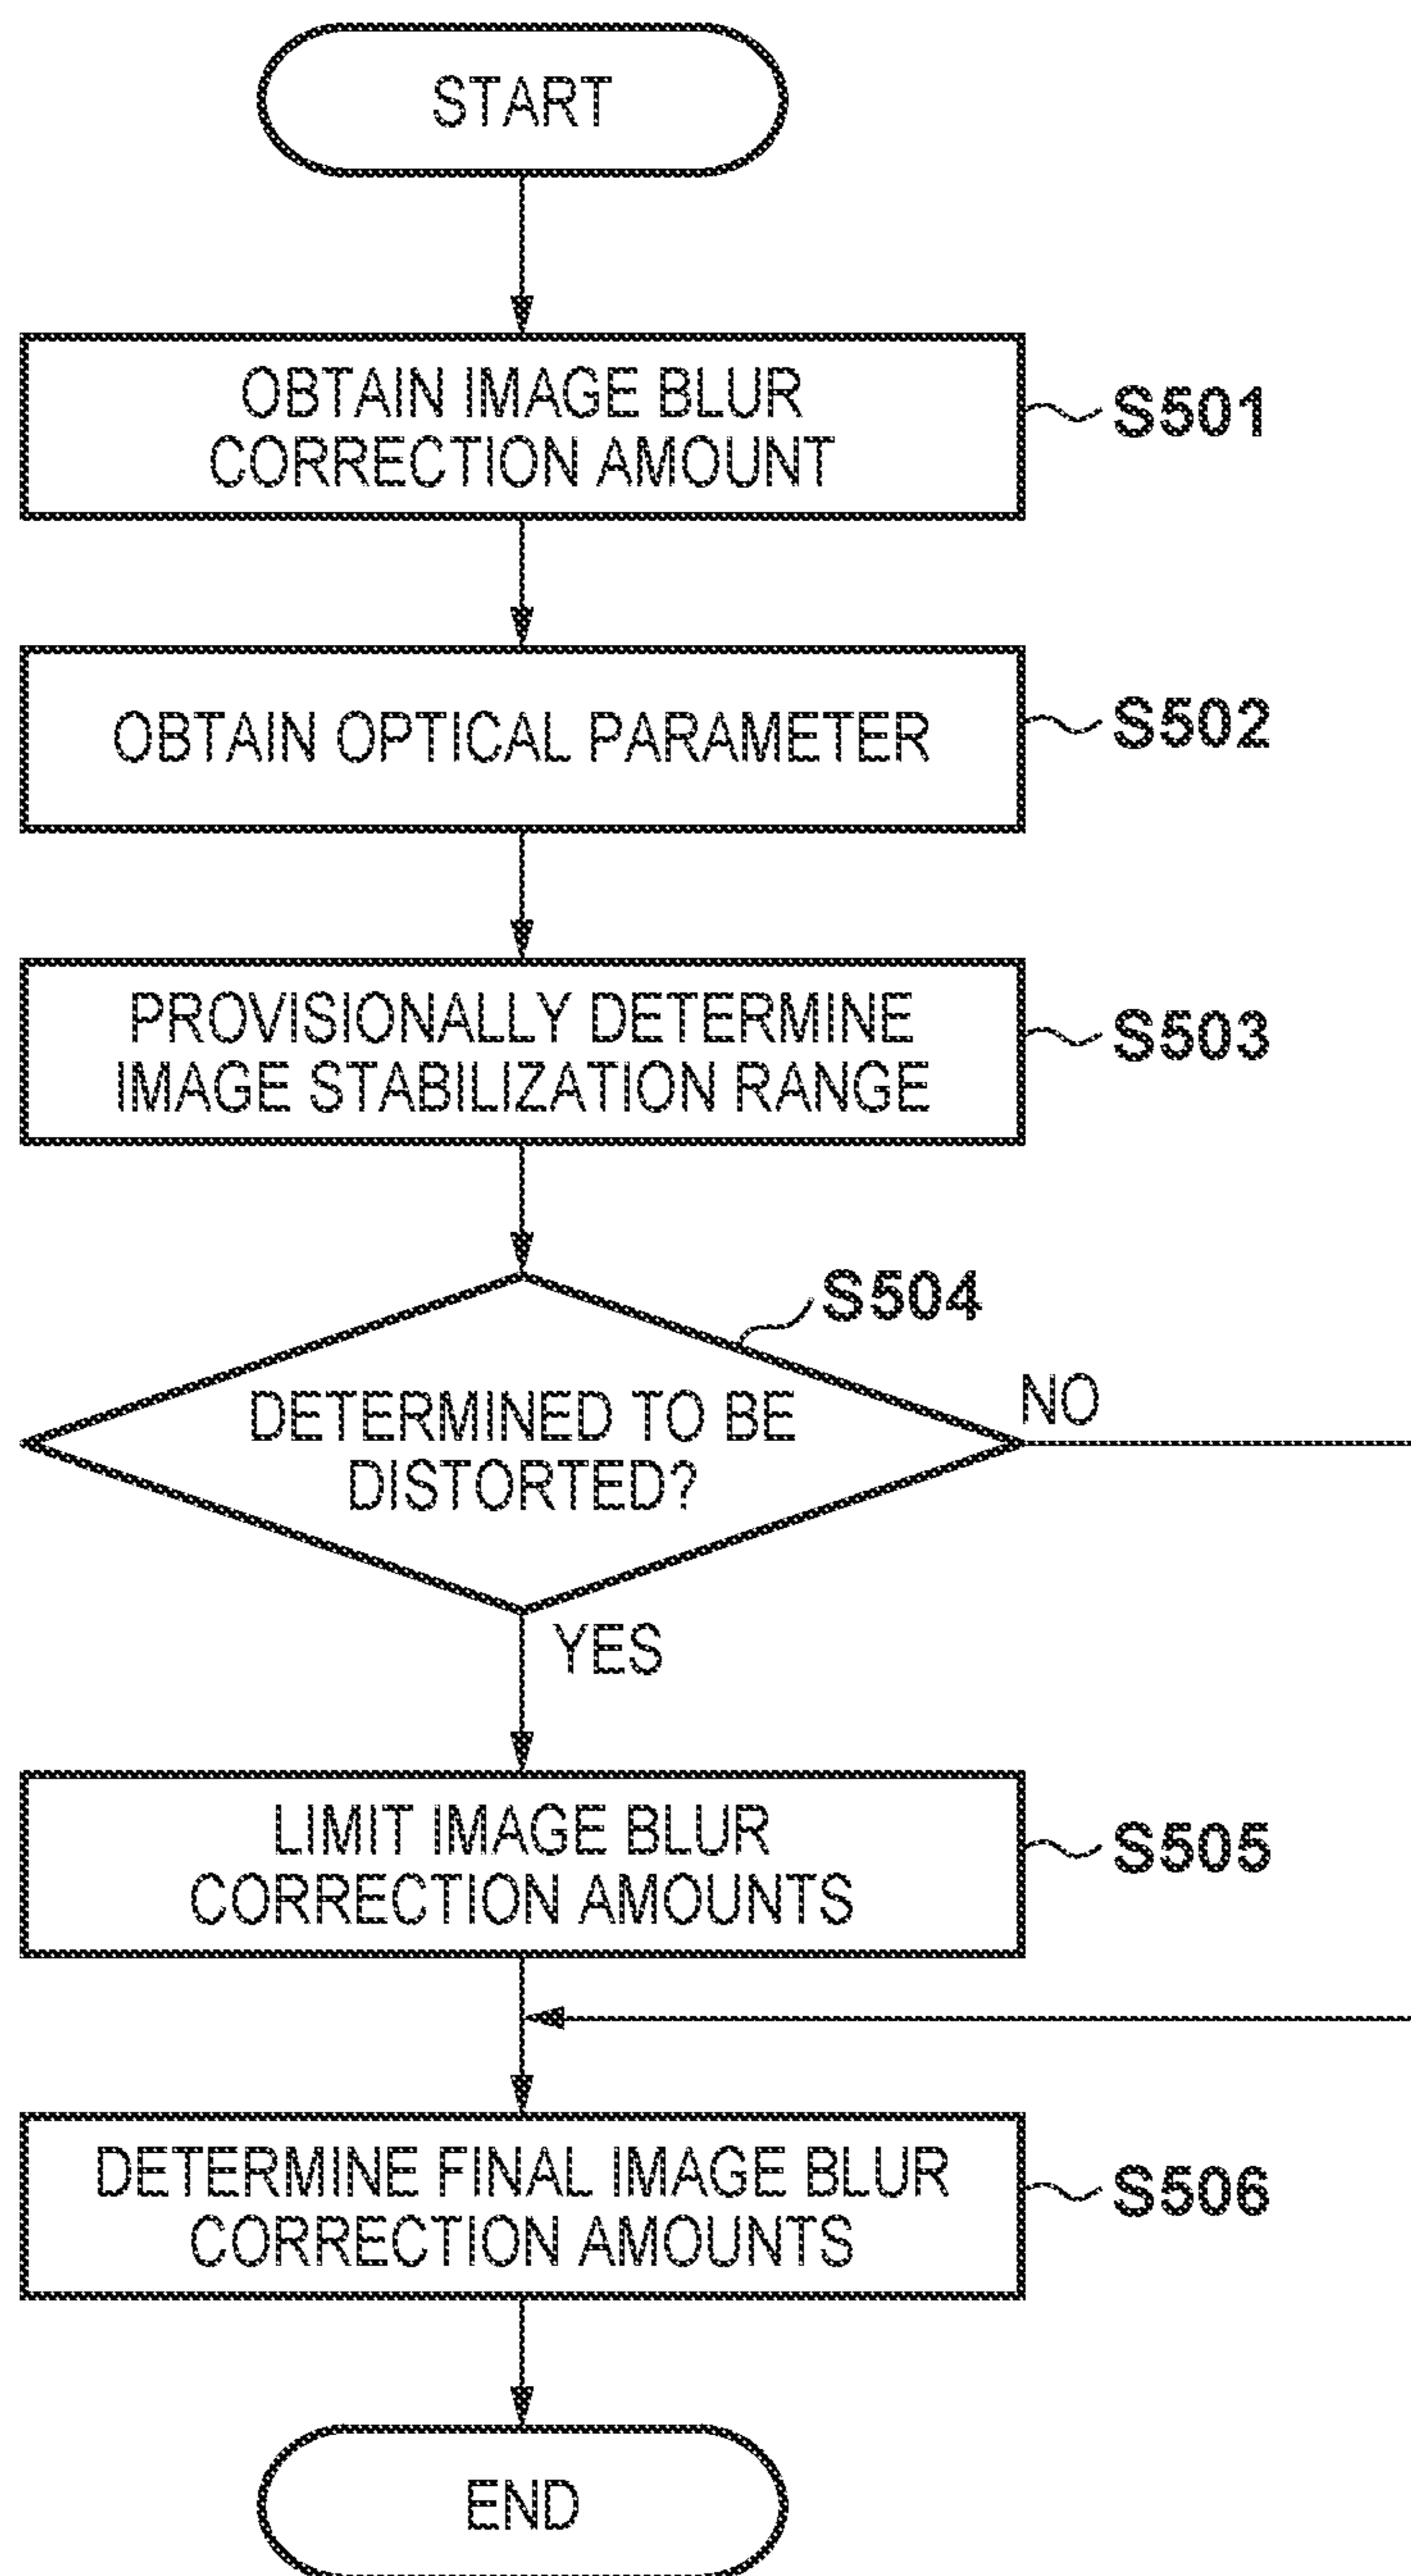 START
OBTAIN IMAGE BLUR
CORRECTION AMOUNT
S501
OBTAIN OPTICAL PARAMETER
S502
PROVISIONALLY DETERMINE
IMAGE STABILIZATION RANGE
S503
S504
DETERMINED TO BE
DISTORTED?
NO
YES
LIMIT IMAGE BLUR
CORRECTION AMOUNTS
S505
DETERMINE FINAL IMAGE BLUR
CORRECTION AMOUNTS
S506
END